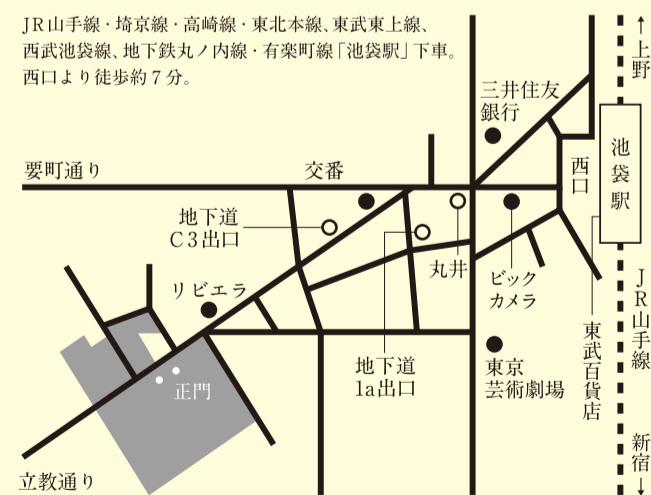 JR山手線・埼京線・高崎線・東北本線、東武東上線、
西武池袋線、地下鉄丸ノ内線・有楽町線「池袋駅」下車。
西口より徒歩約7分。
↑上野
三井住友
銀行
池袋駅
西口
要町通り
交番
地下道
C3出口
丸井
ビック
カメラ
JR山手線
リビエラ
東武百貨店
地下道
1a出口
東京
芸術劇場
正門
新宿↓
立教通り